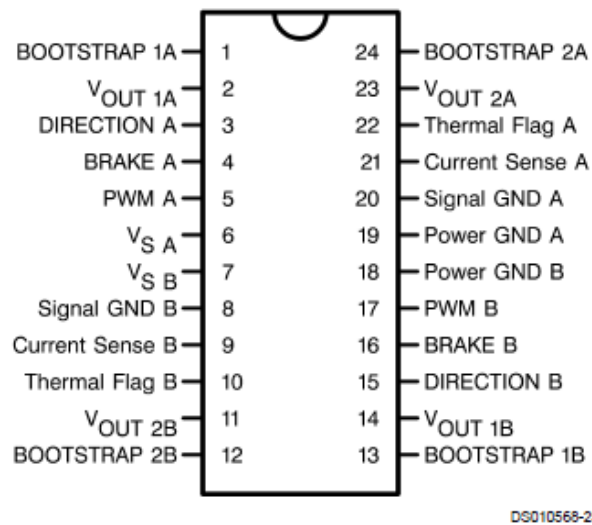 BOOTSTRAP 1A 1 24 BOOTSTRAP 2A
VOUT 1A 2 23 VOUT 2A
DIRECTION A 3 22 Thermal Flag A
BRAKE A 4 21 Current Sense A
PWM A 5 20 Signal GND A
VS A 6 19 Power GND A
VS B 7 18 Power GND B
Signal GND B 8 17 PWM B
Current Sense B 9 16 BRAKE B
Thermal Flag B 10 15 DIRECTION B
VOUT 2B 11 14 VOUT 1B
BOOTSTRAP 2B 12 13 BOOTSTRAP 1B
DS010568-2